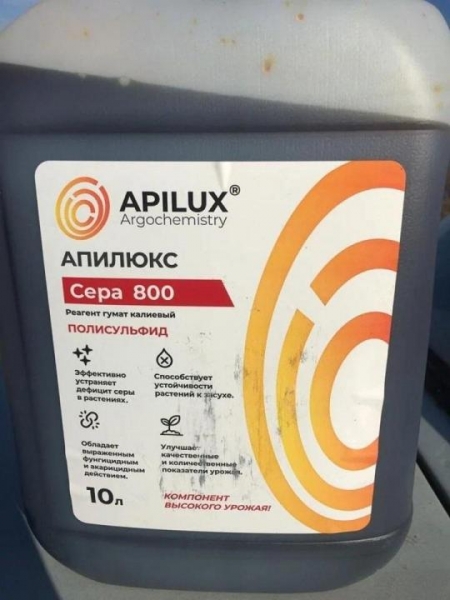 APILUX®
Argochemistry
АПИЛЮКС
Сера 800
Реагент гумат калиевый
ПОЛИСУЛЬФИД
Эффективно
устраняет
дефицит серы
в растениях.
Способствует
устойчивости
растений к засухе.
Обладает
выраженным
фунгицидным
и акарицидным
действием.
Улучшает
качественные
и количественные
показатели урожая.
10л
КОМПОНЕНТ
ВЫСОКОГО УРОЖАЯ!